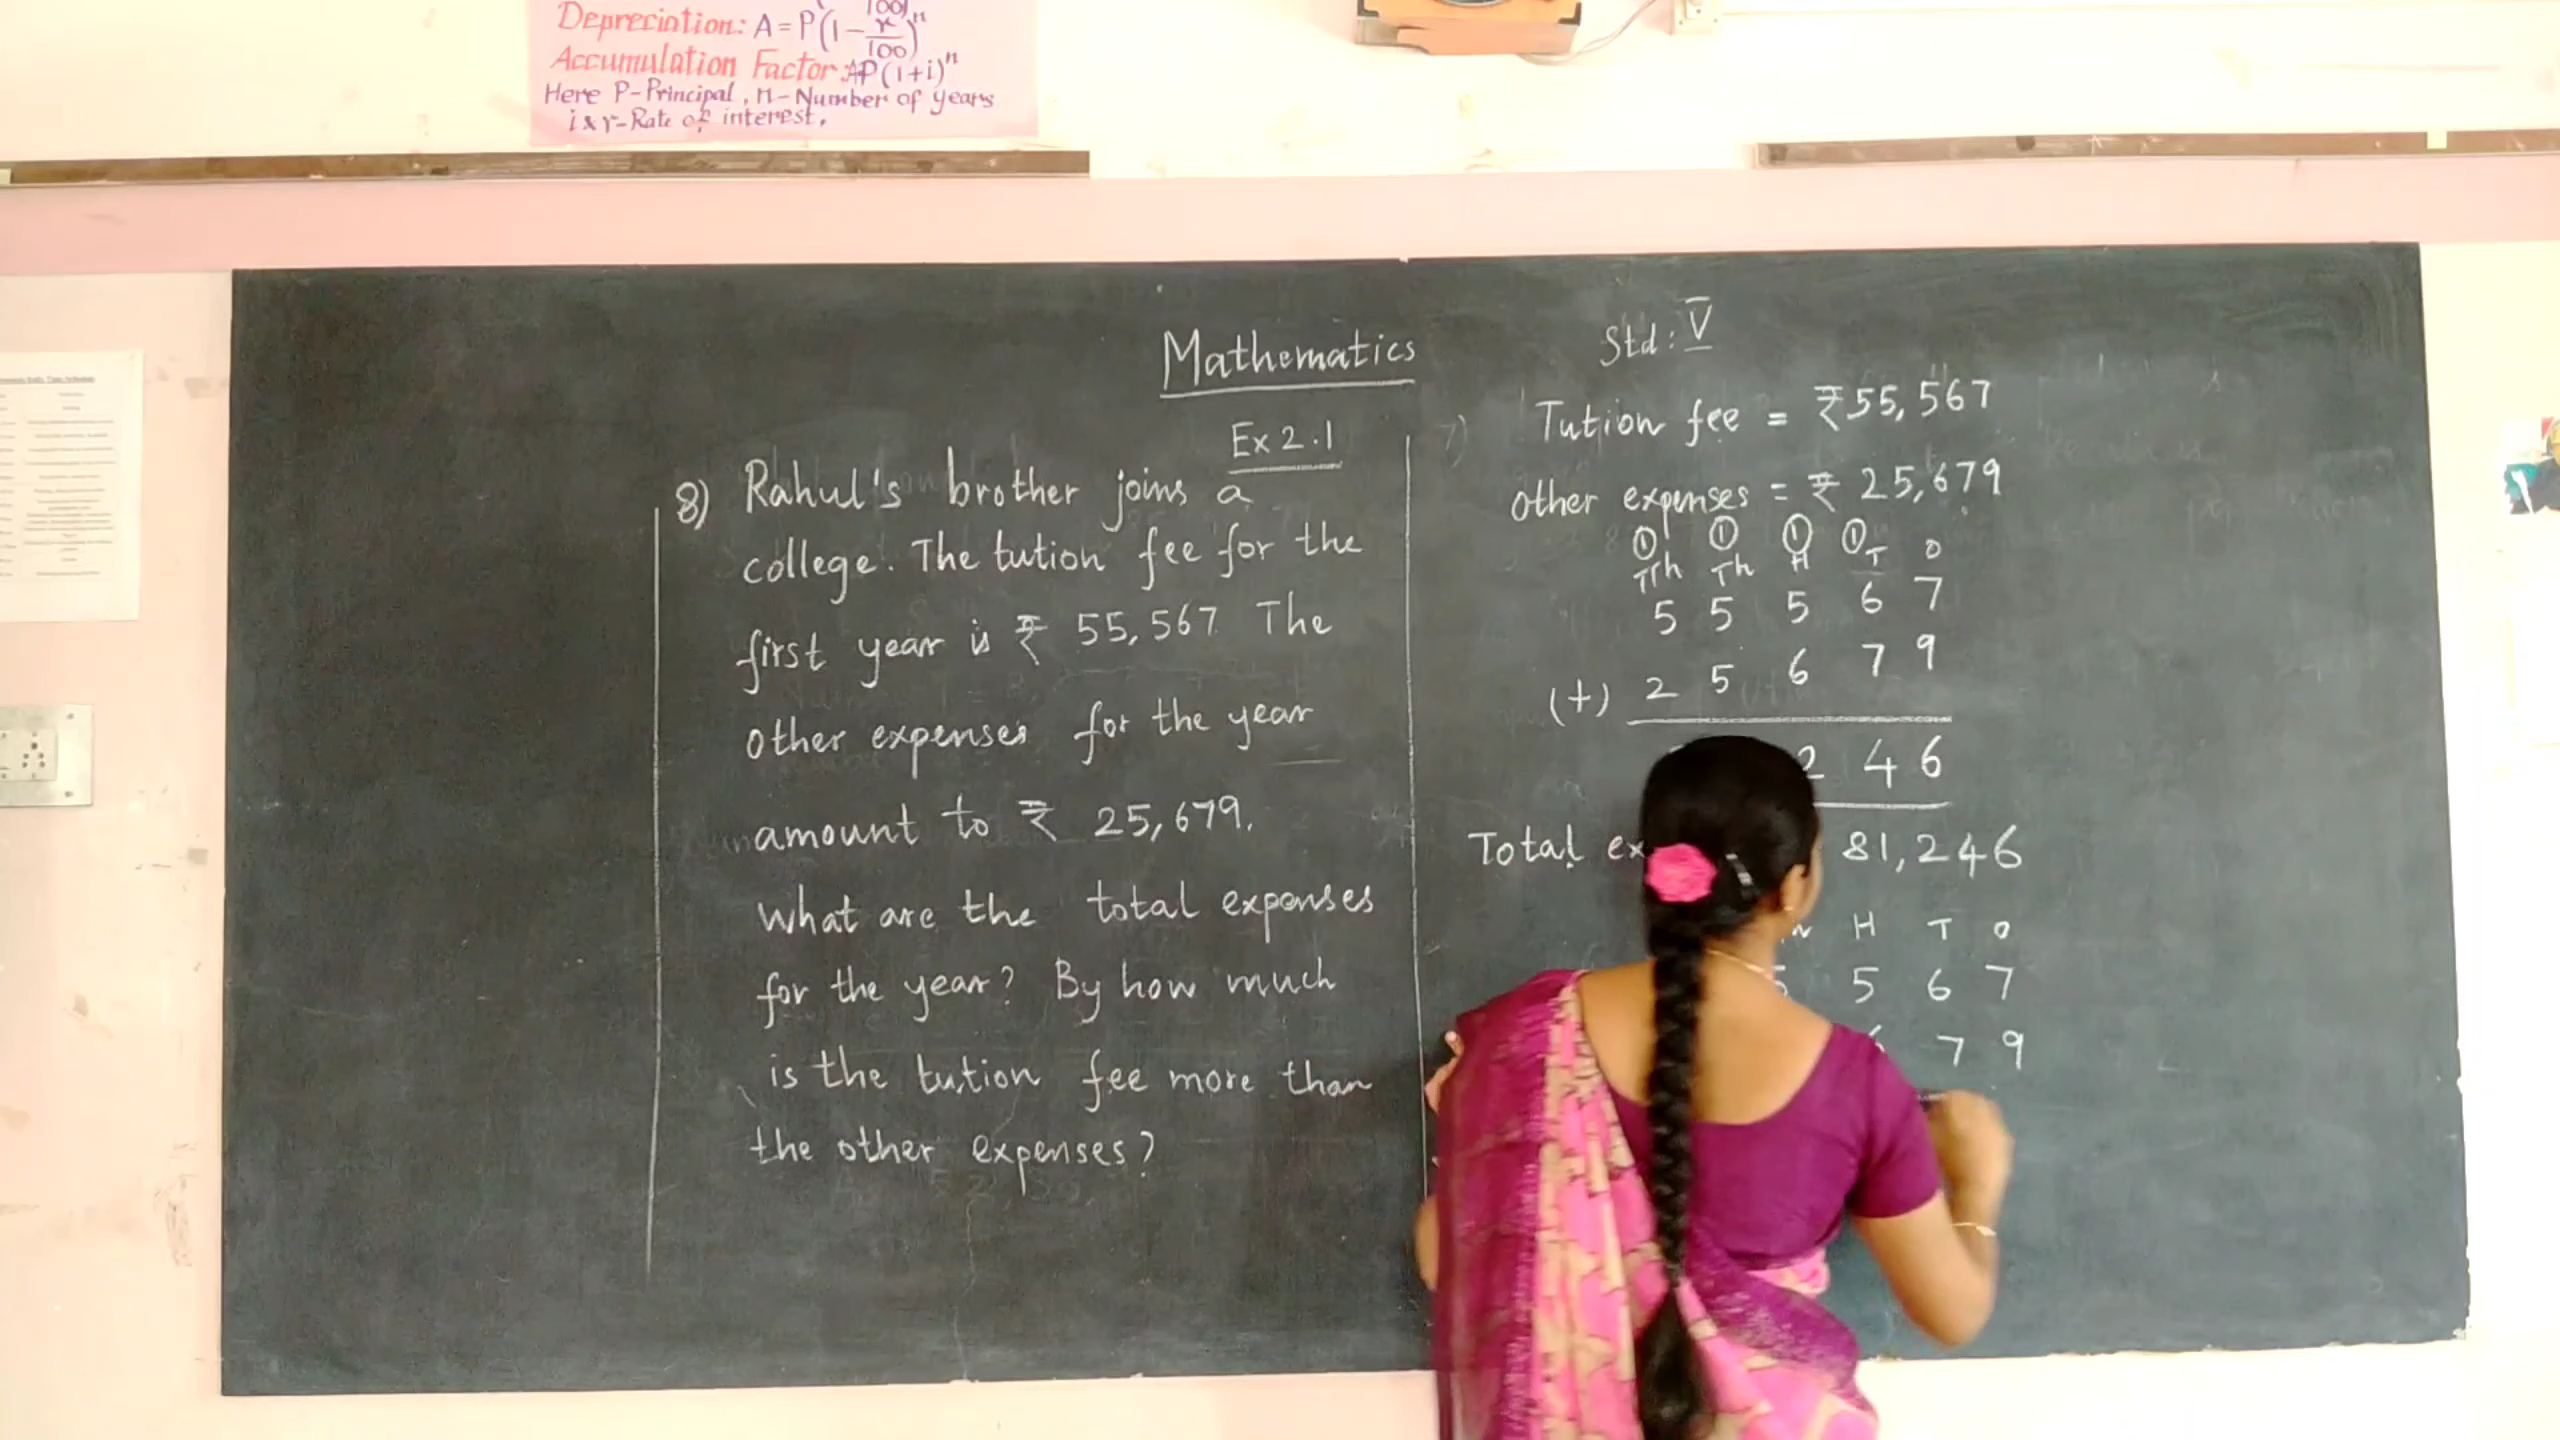 Depreciation: A = P(1 - r/100)^n
Accumulation Factor: AP(1+i)^n
Here P-Principal, n-Number of years
i & r-Rate of interest.
Mathematics
Std: V
Ex 2.1
8) Rahul's brother joins a
college. The tution fee for the
first year is ₹ 55,567 The
other expenses for the year
amount to ₹ 25,679.
What are the total expenses
for the year? By how much
is the tution fee more than
the other expenses?
7)
Tution fee = ₹55,567
other expenses = ₹ 25,679
1 1 1 1
TTh Th H T O
5 5 5 6 7
(+) 2 5 6 7 9
2 4 6
Total 81,246
H T O
5 6 7
7 9